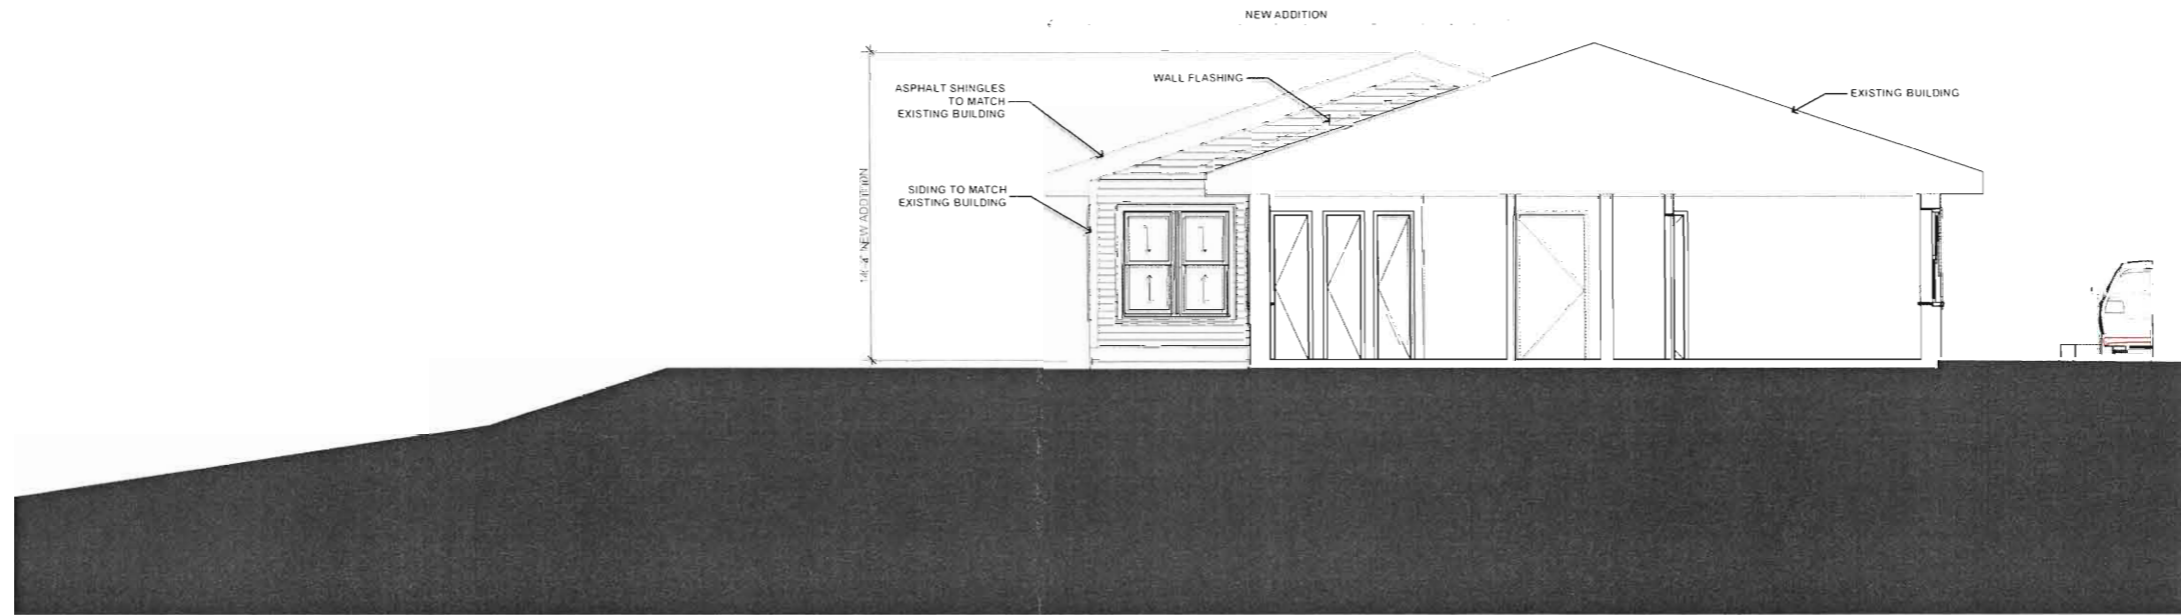 NEW ADDITION
WALL FLASHING
ASPHALT SHINGLES
TO MATCH
EXISTING BUILDING
EXISTING BUILDING
SIDING TO MATCH
EXISTING BUILDING
NEW ADDITION